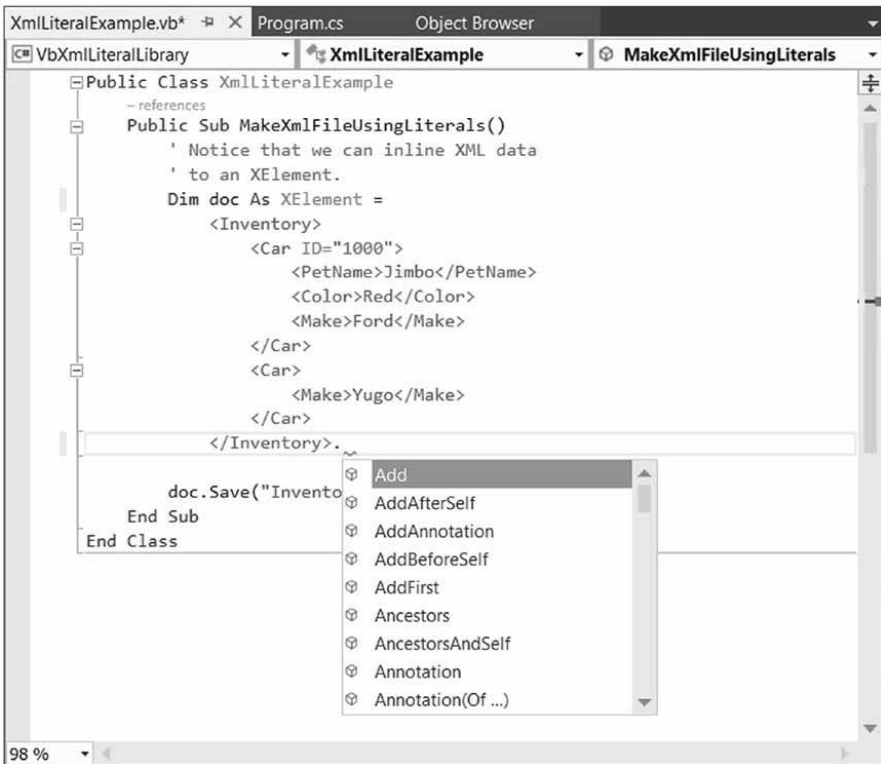 XmlLiteralExample.vb* Program.cs Object Browser
VbXmlLiteralLibrary XmlLiteralExample MakeXmlFileUsingLiterals
Public Class XmlLiteralExample
– references
Public Sub MakeXmlFileUsingLiterals()
' Notice that we can inline XML data
' to an XElement.
Dim doc As XElement =
<Inventory>
<Car ID="1000">
<PetName>Jimbo</PetName>
<Color>Red</Color>
<Make>Ford</Make>
</Car>
<Car>
<Make>Yugo</Make>
</Car>
</Inventory>.
doc.Save("Invento
End Sub
End Class
Add
AddAfterSelf
AddAnnotation
AddBeforeSelf
AddFirst
Ancestors
AncestorsAndSelf
Annotation
Annotation(Of ...)
98 %